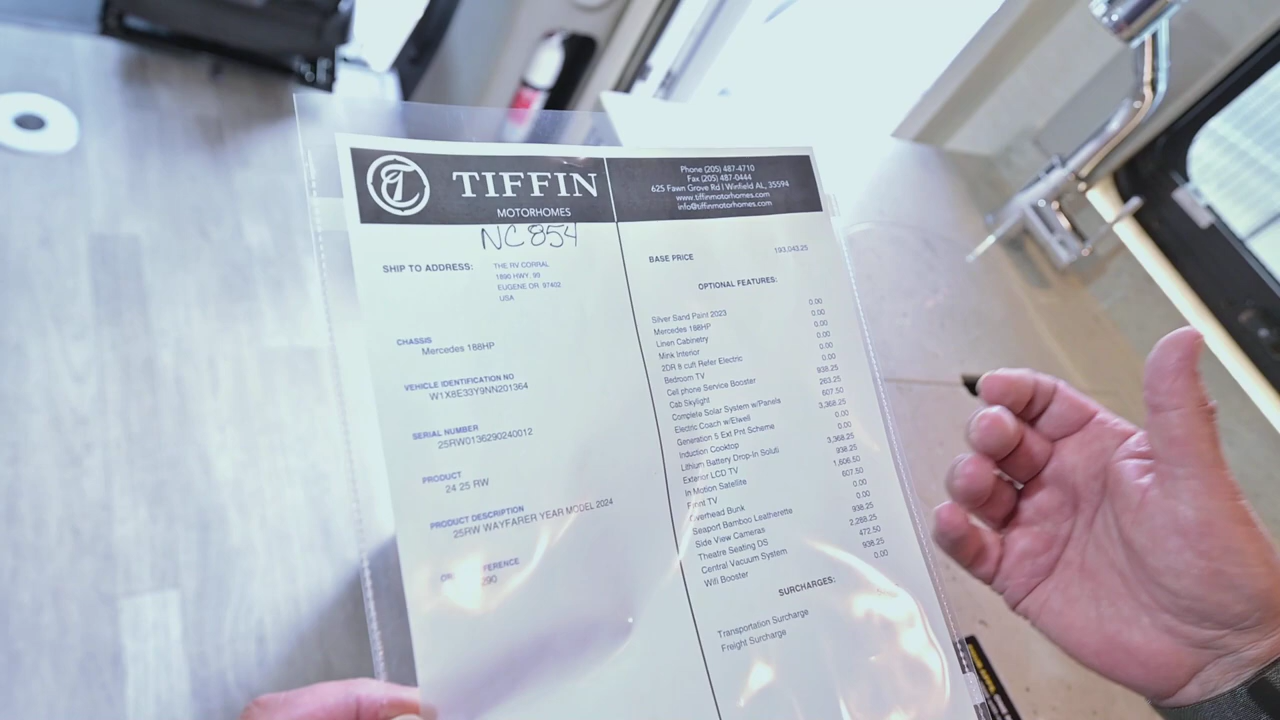 TIFFIN
MOTORHOMES
Phone (205) 487-4710
Fax (205) 487-0444
625 Fawn Grove Rd | Winfield AL, 35594
www.tiffinmotorhomes.com
info@tiffinmotorhomes.com
NC854
SHIP TO ADDRESS:
THE RV CORRAL
1890 HWY. 99
EUGENE OR 97402
USA
CHASSIS
Mercedes 188HP
VEHICLE IDENTIFICATION NO
W1X8E33Y9NN201364
SERIAL NUMBER
25RW0136290240012
PRODUCT
24 25 RW
PRODUCT DESCRIPTION
25RW WAYFARER YEAR MODEL 2024
FERENCE
290
BASE PRICE 193,043.25
OPTIONAL FEATURES:
Silver Sand Paint 2023 0.00
Mercedes 188HP 0.00
Linen Cabinetry 0.00
Mink Interior 0.00
2DR 8 cuft Refer Electric 0.00
Bedroom TV 0.00
Cell phone Service Booster 938.25
Cab Skylight 263.25
Complete Solar System w/Panels 607.50
Electric Coach w/Elwell 3,368.25
Generation 5 Ext Pnt Scheme 0.00
Induction Cooktop 0.00
Lithium Battery Drop-In Soluti 3,368.25
Exterior LCD TV 938.25
In Motion Satellite 1,606.50
Front TV 607.50
Overhead Bunk 0.00
Seaport Bamboo Leatherette 0.00
Side View Cameras 938.25
Theatre Seating DS 2,288.25
Central Vacuum System 472.50
Wifi Booster 938.25
0.00
SURCHARGES:
Transportation Surcharge
Freight Surcharge